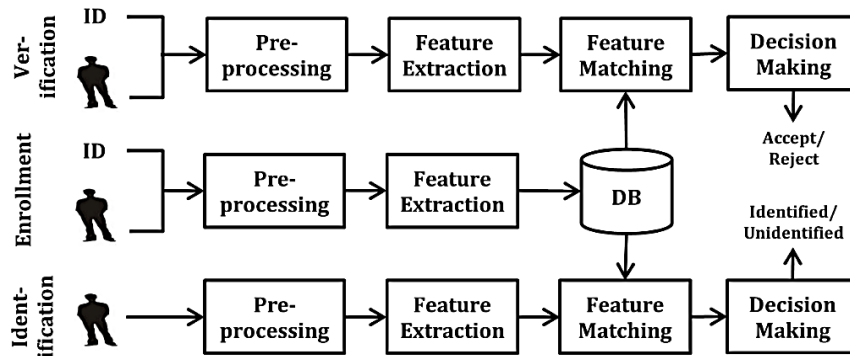 Ver-
ification
ID
Pre-
processing
Feature
Extraction
Feature
Matching
Decision
Making
Accept/
Reject
Enrollment
ID
Pre-
processing
Feature
Extraction
DB
Identified/
Unidentified
Ident-
ification
Pre-
processing
Feature
Extraction
Feature
Matching
Decision
Making